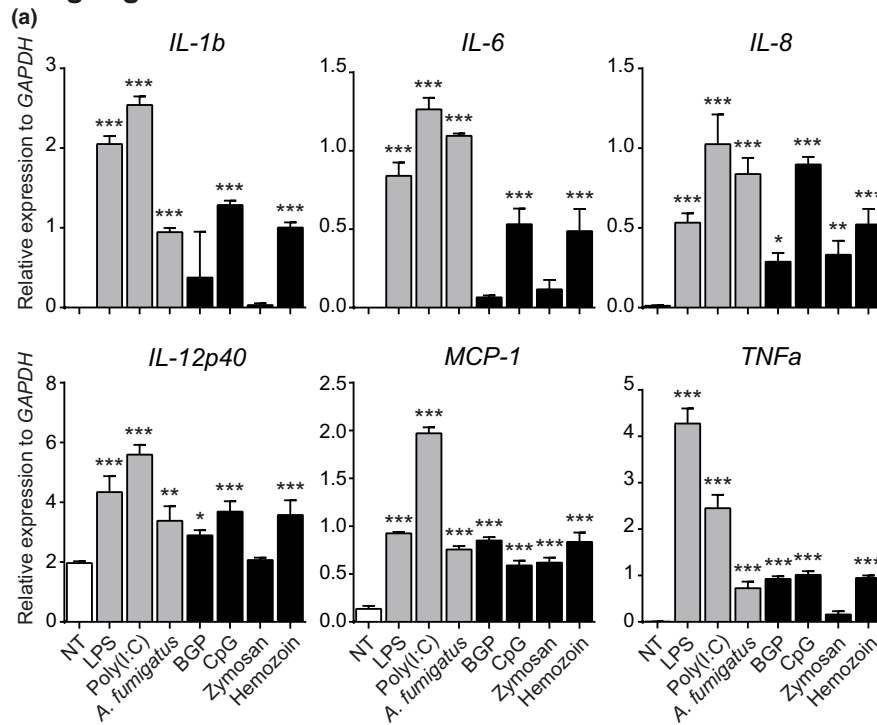 (a)
IL-1b
IL-6
IL-8
Relative expression to GAPDH
3
2
1
0
***
***
***
***
***
1.5
1.0
0.5
0.0
***
***
***
***
***
1.5
1.0
0.5
0.0
***
***
***
*
***
**
***
IL-12p40
MCP-1
TNFa
Relative expression to GAPDH
8
6
4
2
0
***
***
**
*
***
***
2.5
2.0
1.5
1.0
0.5
0.0
***
***
***
***
***
***
***
5
4
3
2
1
0
***
***
***
***
***
***
NT
LPS
Poly(I:C)
A. fumigatus
BGP
CpG
Zymosan
Hemozoin
NT
LPS
Poly(I:C)
A. fumigatus
BGP
CpG
Zymosan
Hemozoin
NT
LPS
Poly(I:C)
A. fumigatus
BGP
CpG
Zymosan
Hemozoin